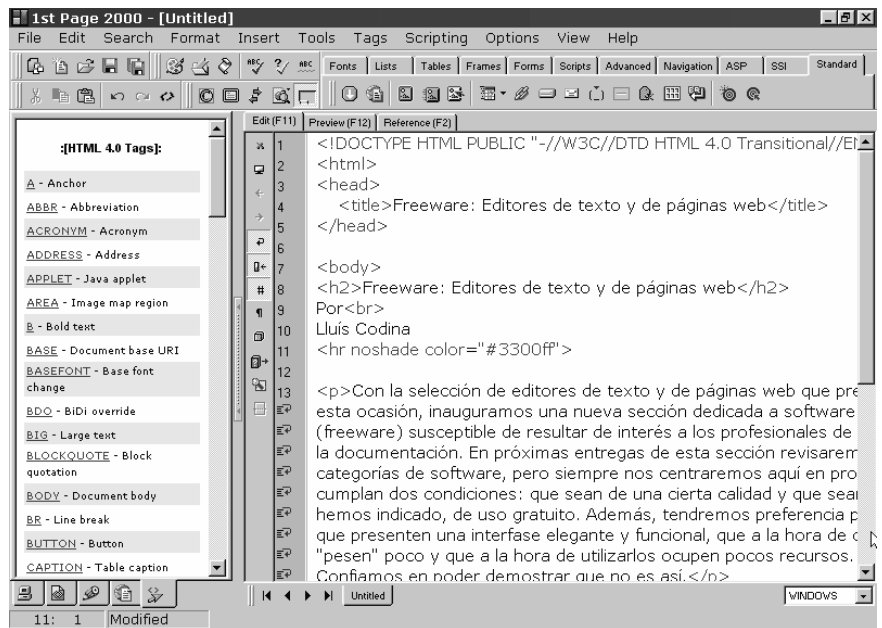 1st Page 2000 - [Untitled]
File Edit Search Format Insert Tools Tags Scripting Options View Help
Fonts Lists Tables Frames Forms Scripts Advanced Navigation ASP SSI Standard
Edit (F11) Preview (F12) Reference (F2)
:[HTML 4.0 Tags]:
A - Anchor
ABBR - Abbreviation
ACRONYM - Acronym
ADDRESS - Address
APPLET - Java applet
AREA - Image map region
B - Bold text
BASE - Document base URI
BASEFONT - Base font
change
BDO - BiDi override
BIG - Large text
BLOCKQUOTE - Block
quotation
BODY - Document body
BR - Line break
BUTTON - Button
CAPTION - Table caption
1 <!DOCTYPE HTML PUBLIC "-//W3C//DTD HTML 4.0 Transitional//EN
2 <html>
3 <head>
4 <title>Freeware: Editores de texto y de páginas web</title>
5 </head>
6
7 <body>
8 <h2>Freeware: Editores de texto y de páginas web</h2>
9 Por<br>
10 Lluís Codina
11 <hr noshade color="#3300ff">
12
13 <p>Con la selección de editores de texto y de páginas web que pre
esta ocasión, inauguramos una nueva sección dedicada a software
(freeware) susceptible de resultar de interés a los profesionales de
la documentación. En próximas entregas de esta sección revisarem
categorías de software, pero siempre nos centraremos aquí en pro
cumplan dos condiciones: que sean de una cierta calidad y que sean
hemos indicado, de uso gratuito. Además, tendremos preferencia p
que presenten una interfase elegante y funcional, que a la hora de
"pesen" poco y que a la hora de utilizarlos ocupen pocos recursos.
Confiamos en poder demostrar que no es así.</p>
Untitled
WINDOWS
11: 1 Modified